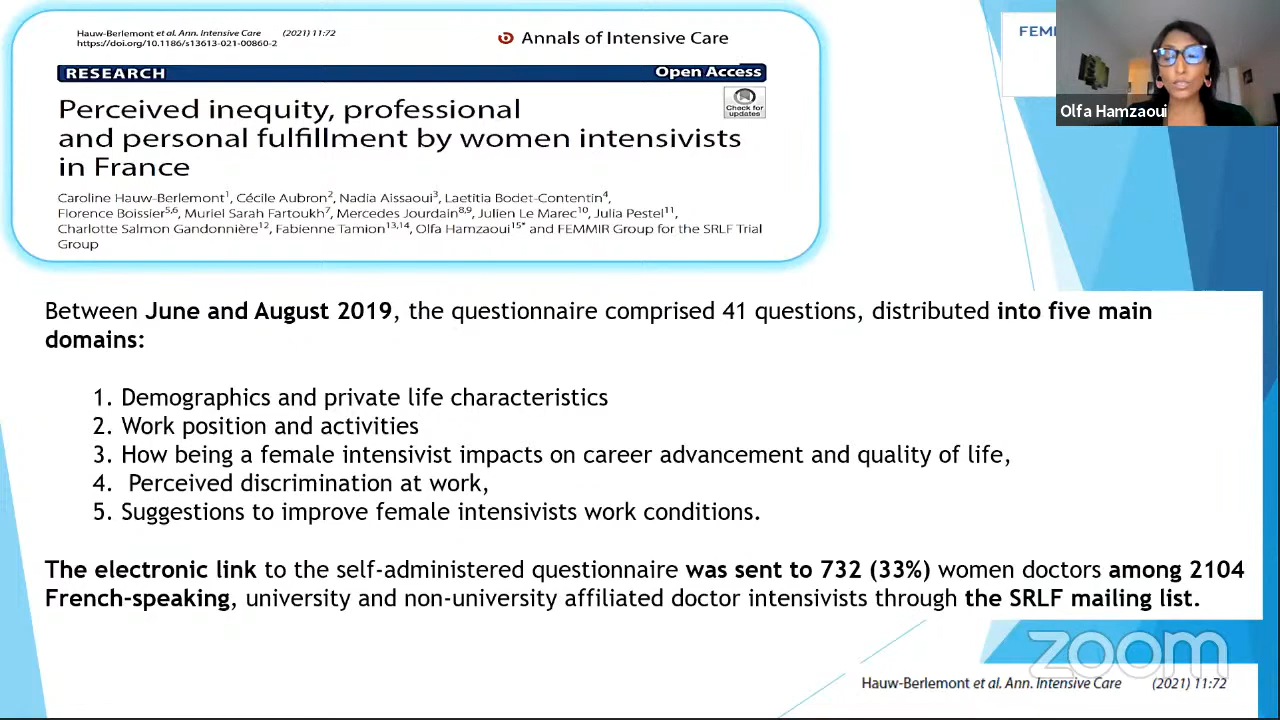 Hauw-Berlemont et al. Ann. Intensive Care (2021) 11:72
https://doi.org/10.1186/s13613-021-00860-2
Annals of Intensive Care
RESEARCH
Open Access
Check for
updates
Perceived inequity, professional
and personal fulfillment by women intensivists
in France
Caroline Hauw-Berlemont1, Cécile Aubron2, Nadia Aissaoui3, Laetitia Bodet-Contentin4,
Florence Boissier5,6, Muriel Sarah Fartoukh7, Mercedes Jourdain8,9, Julien Le Marec10, Julia Pestel11,
Charlotte Salmon Gandonnière12, Fabienne Tamion13,14, Olfa Hamzaoui15* and FEMMIR Group for the SRLF Trial
Group
Olfa Hamzaoui
Between June and August 2019, the questionnaire comprised 41 questions, distributed into five main
domains:
1. Demographics and private life characteristics
2. Work position and activities
3. How being a female intensivist impacts on career advancement and quality of life,
4. Perceived discrimination at work,
5. Suggestions to improve female intensivists work conditions.
The electronic link to the self-administered questionnaire was sent to 732 (33%) women doctors among 2104
French-speaking, university and non-university affiliated doctor intensivists through the SRLF mailing list.
zoom
Hauw-Berlemont et al. Ann. Intensive Care (2021) 11:72